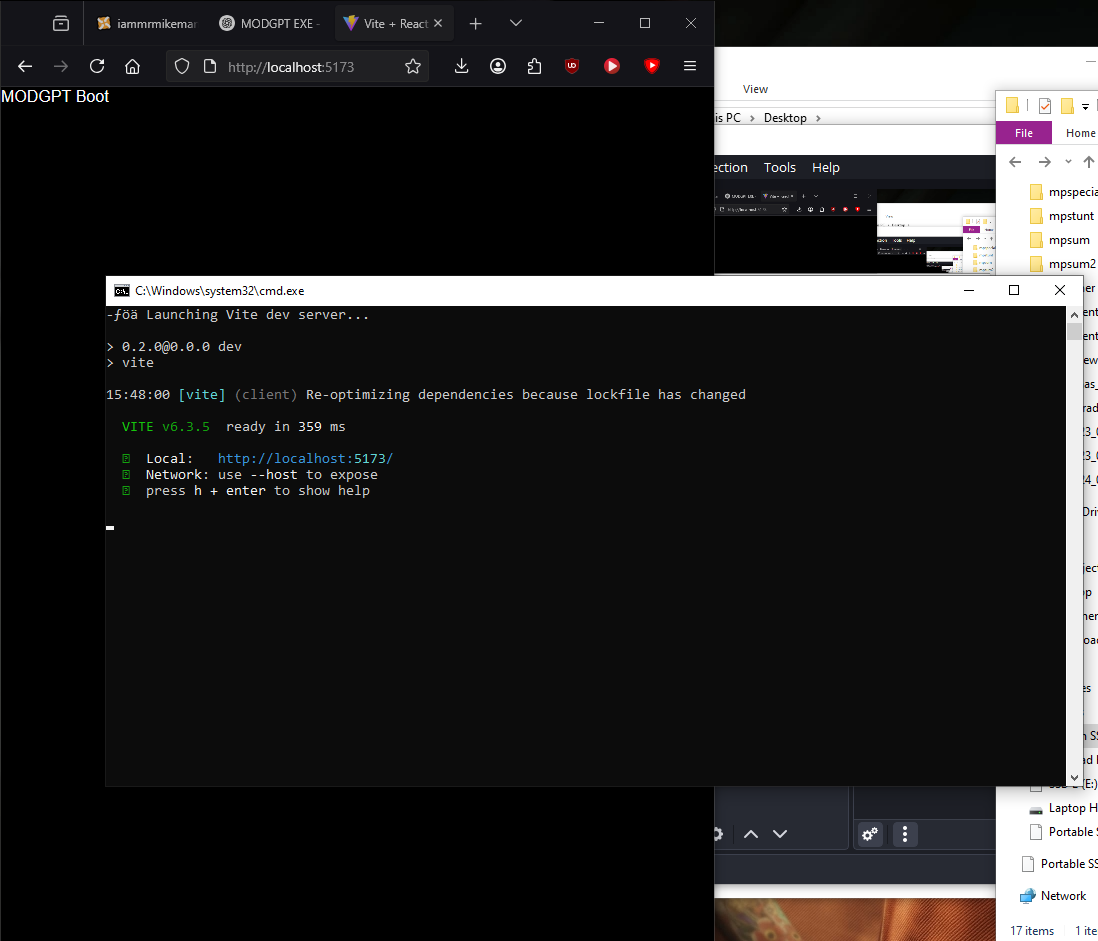 iammrmikeman
MODGPT EXE -
Vite + React
http://localhost:5173
MODGPT Boot
View
is PC > Desktop >
ection Tools Help
File Home
mpspecia
mpstunt
mpsum
mpsum2
C:\Windows\system32\cmd.exe
-ƒöä Launching Vite dev server...
> 0.2.0@0.0.0 dev
> vite
15:48:00 [vite] (client) Re-optimizing dependencies because lockfile has changed
VITE v6.3.5 ready in 359 ms
Local: http://localhost:5173/
Network: use --host to expose
press h + enter to show help
Laptop H
Portable S
Portable SS
Network
17 items 1 ite